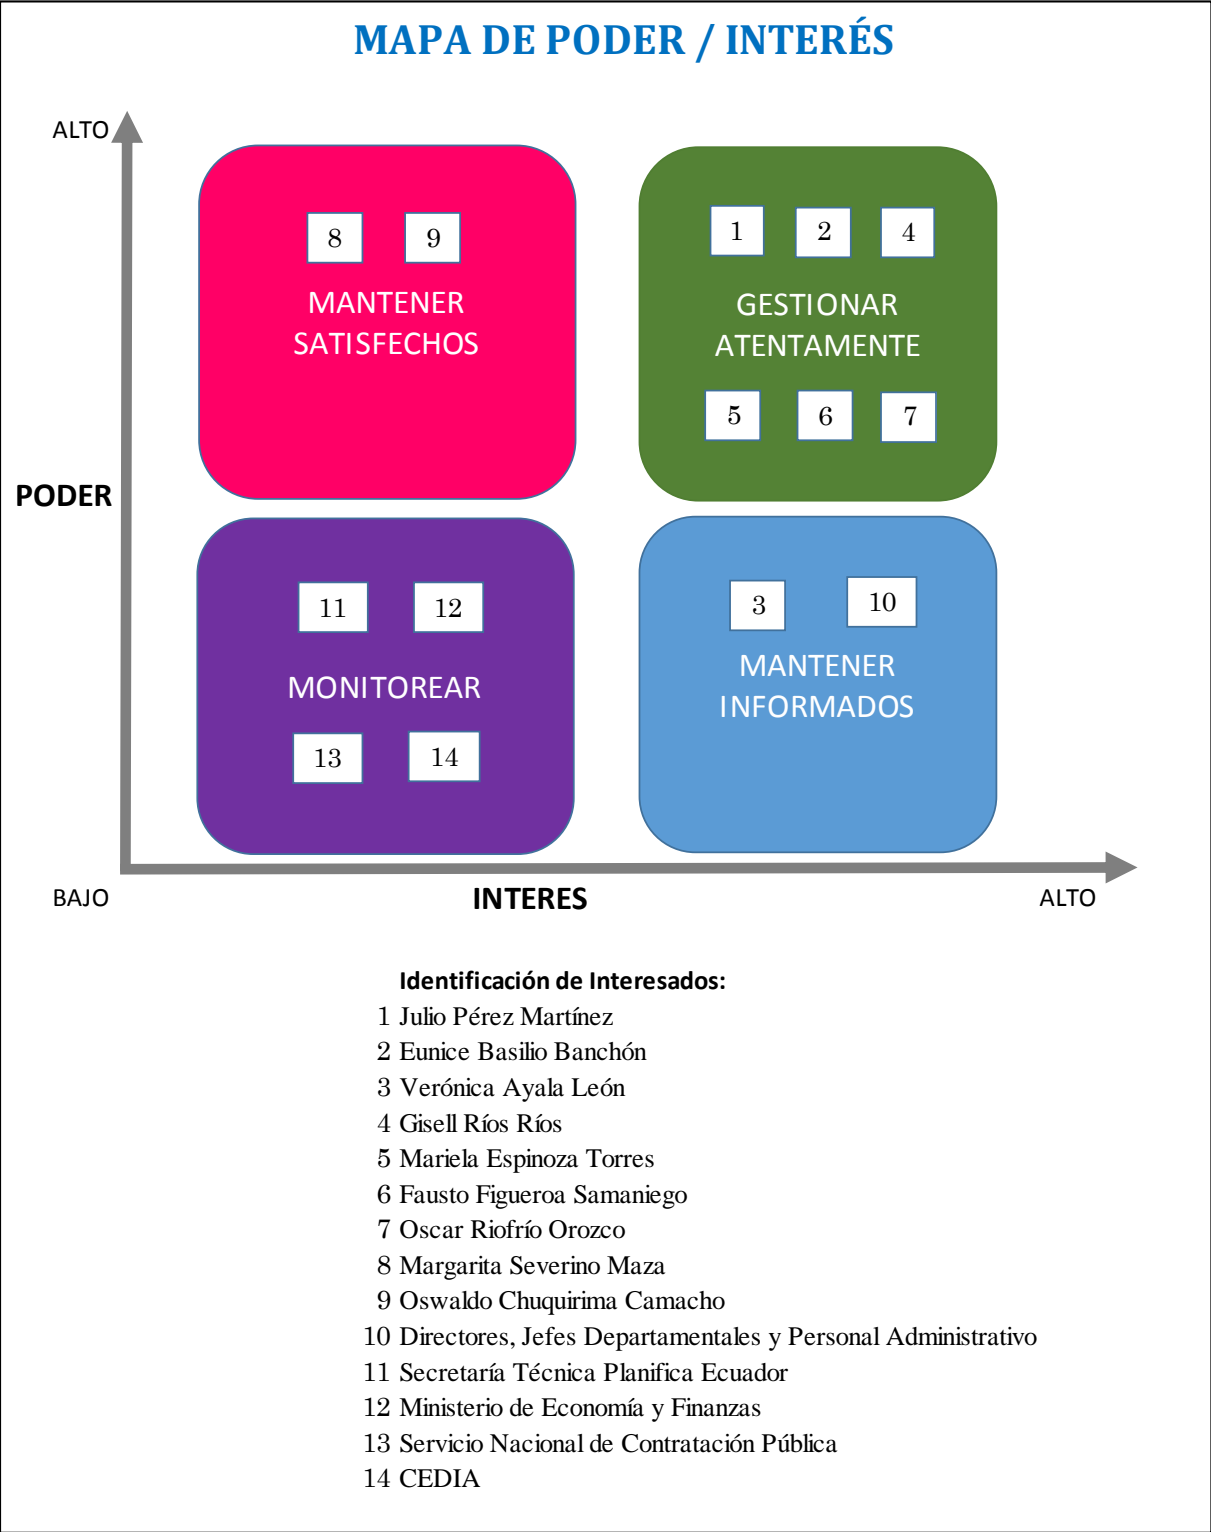 MAPA DE PODER / INTERÉS
ALTO
8 9
MANTENER
SATISFECHOS
1 2 4
GESTIONAR
ATENTAMENTE
5 6 7
PODER
11 12
MONITOREAR
13 14
3 10
MANTENER
INFORMADOS
BAJO
INTERES
ALTO
Identificación de Interesados:
1 Julio Pérez Martínez
2 Eunice Basilio Banchón
3 Verónica Ayala León
4 Gisell Ríos Ríos
5 Mariela Espinoza Torres
6 Fausto Figueroa Samaniego
7 Oscar Riofrío Orozco
8 Margarita Severino Maza
9 Oswaldo Chuquirima Camacho
10 Directores, Jefes Departamentales y Personal Administrativo
11 Secretaría Técnica Planifica Ecuador
12 Ministerio de Economía y Finanzas
13 Servicio Nacional de Contratación Pública
14 CEDIA